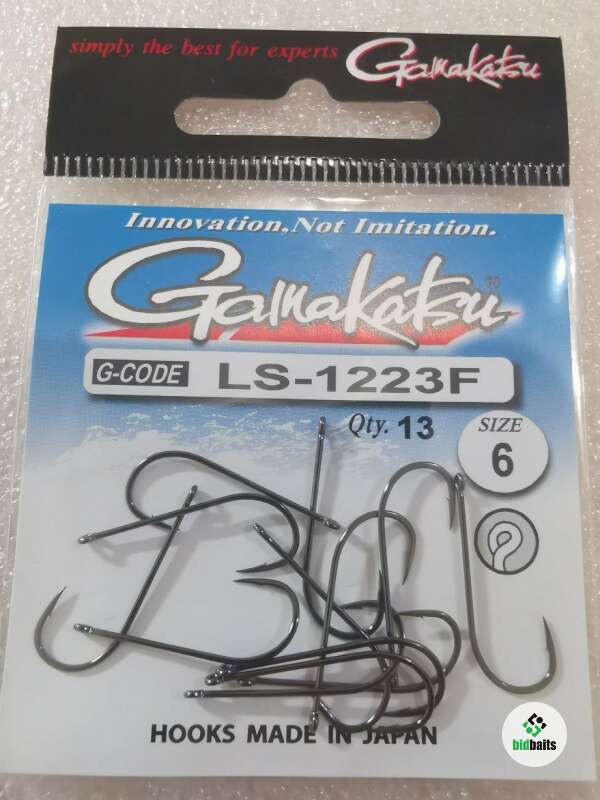 simply the best for experts Gamakatsu
Innovation, Not Imitation.
Gamakatsu®
G-CODE LS-1223F
Qty. 13
SIZE
6
HOOKS MADE IN JAPAN
bidbaits